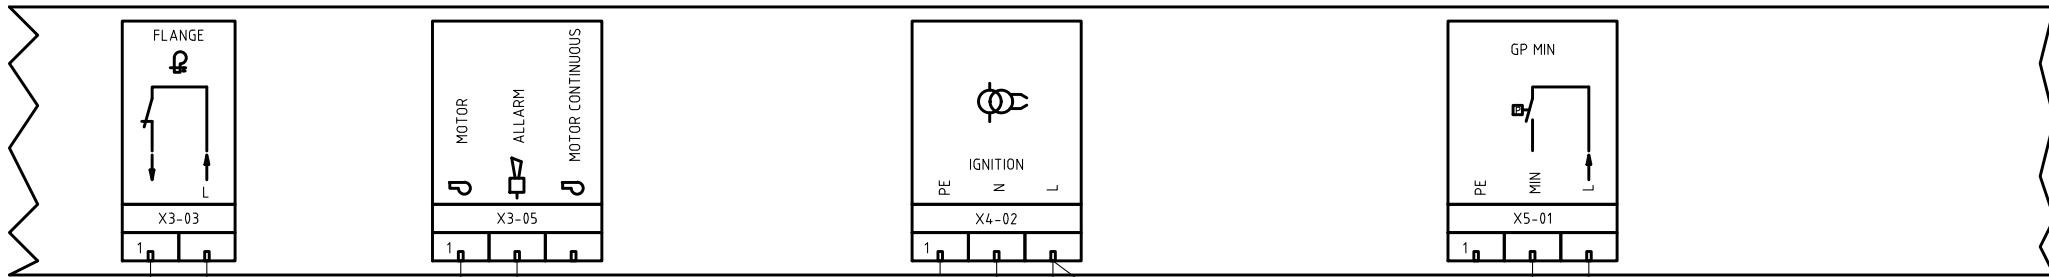 FLANGE
L
X3-03
1
MOTOR
ALLARM
MOTOR CONTINUOUS
X3-05
1
IGNITION
PE
N
L
X4-02
1
GP MIN
P
PE
MIN
L
X5-01
1